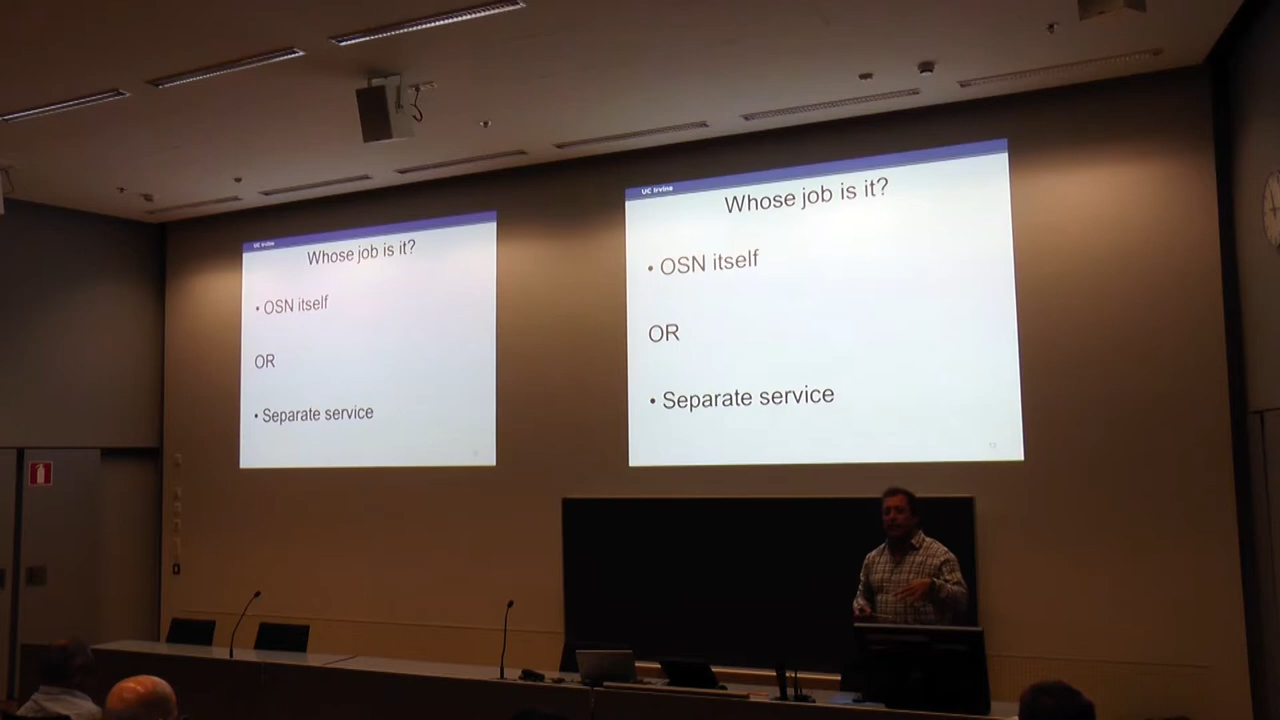 UC Irvine
Whose job is it?
• OSN itself
OR
• Separate service
UC Irvine
Whose job is it?
• OSN itself
OR
• Separate service